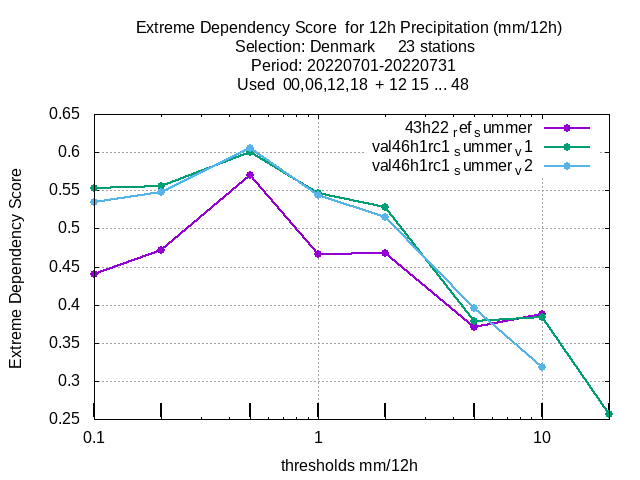 Extreme Dependency Score  for 12h Precipitation (mm/12h)
Selection: Denmark     23 stations
Period: 20220701-20220731
Used  00,06,12,18  + 12 15 ... 48
0.65
0.6
0.55
0.5
0.45
0.4
0.35
0.3
0.25
Extreme Dependency Score
43h22 ref summer
val46h1rc1 summer v1
val46h1rc1 summer v2
0.1
1
10
thresholds mm/12h